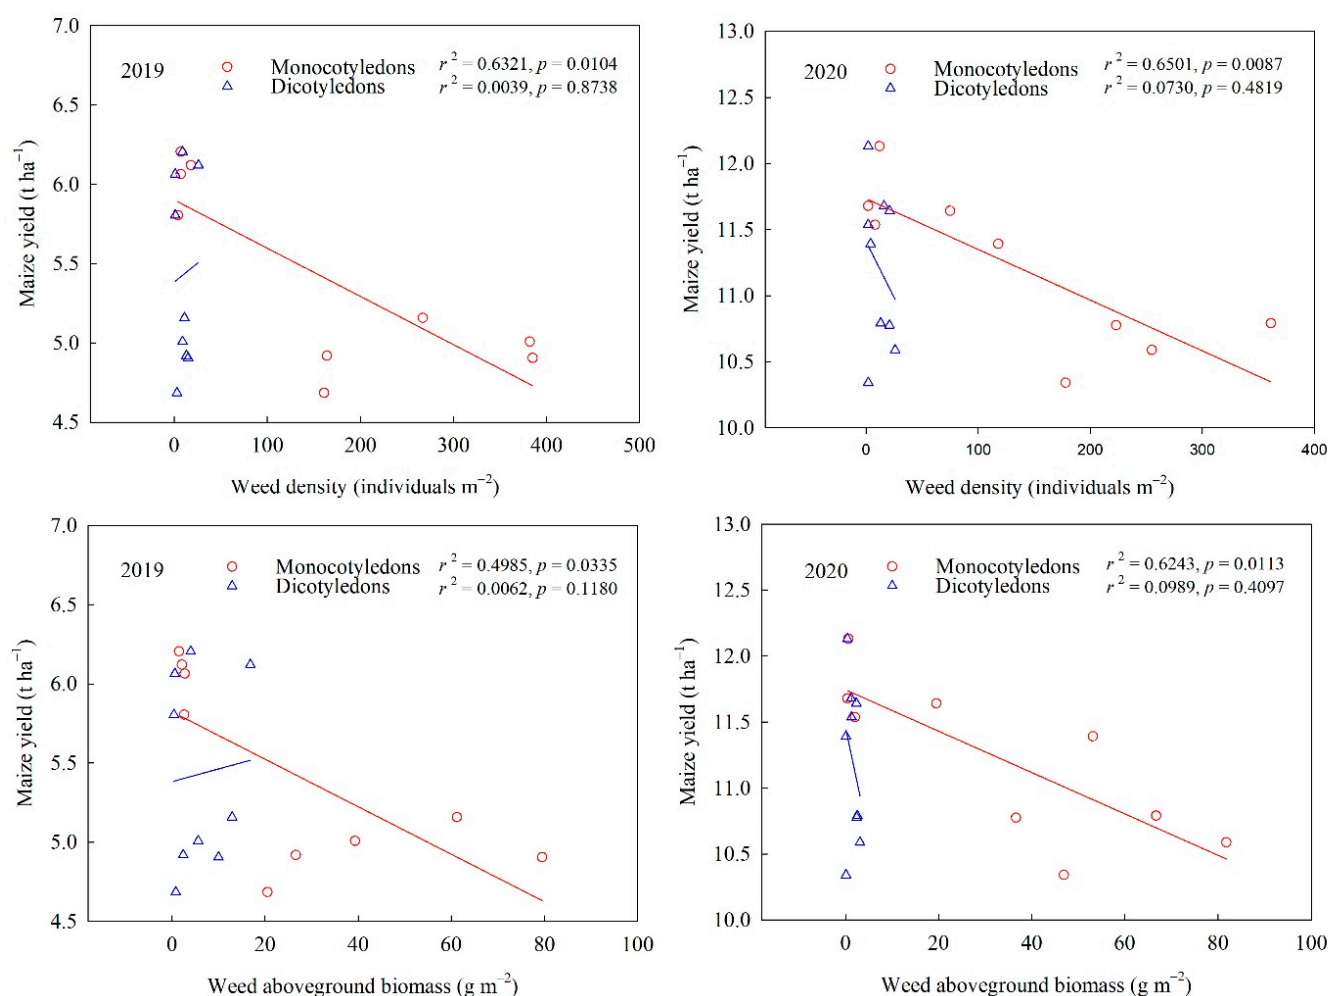 2019
Monocotyledons r² = 0.6321, p = 0.0104
Dicotyledons r² = 0.0039, p = 0.8738
Maize yield (t ha⁻¹)
7.0
6.5
6.0
5.5
5.0
4.5
0 100 200 300 400 500
Weed density (individuals m⁻²)
2020
Monocotyledons r² = 0.6501, p = 0.0087
Dicotyledons r² = 0.0730, p = 0.4819
Maize yield (t ha⁻¹)
13.0
12.5
12.0
11.5
11.0
10.5
10.0
0 100 200 300 400
Weed density (individuals m⁻²)
2019
Monocotyledons r² = 0.4985, p = 0.0335
Dicotyledons r² = 0.0062, p = 0.1180
Maize yield (t ha⁻¹)
7.0
6.5
6.0
5.5
5.0
4.5
0 20 40 60 80 100
Weed aboveground biomass (g m⁻²)
2020
Monocotyledons r² = 0.6243, p = 0.0113
Dicotyledons r² = 0.0989, p = 0.4097
Maize yield (t ha⁻¹)
13.0
12.5
12.0
11.5
11.0
10.5
10.0
0 20 40 60 80 100
Weed aboveground biomass (g m⁻²)